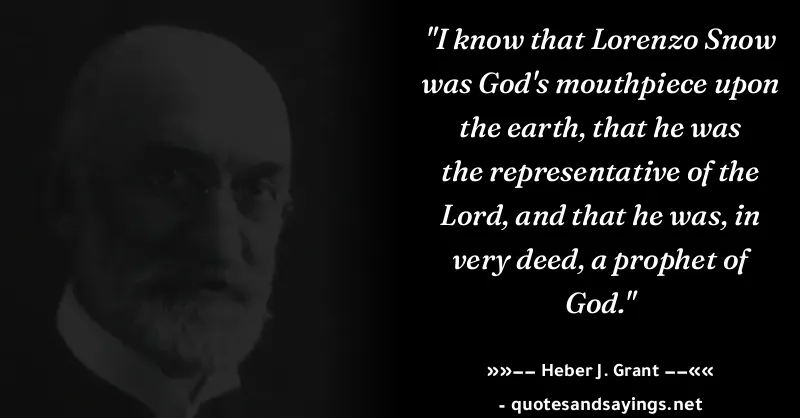 "I know that Lorenzo Snow
was God's mouthpiece upon
the earth, that he was
the representative of the
Lord, and that he was, in
very deed, a prophet of
God."
»»–– Heber J. Grant ––««
- quotesandsayings.net